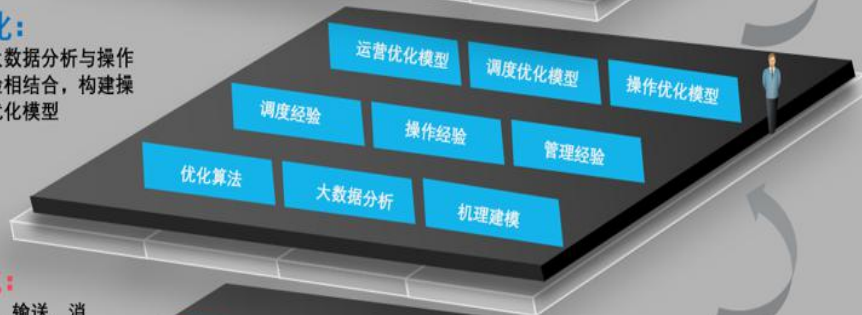 化：
大数据分析与操作
验相结合，构建操
优化模型
运营优化模型
调度优化模型
操作优化模型
调度经验
操作经验
管理经验
优化算法
大数据分析
机理建模
输送、消